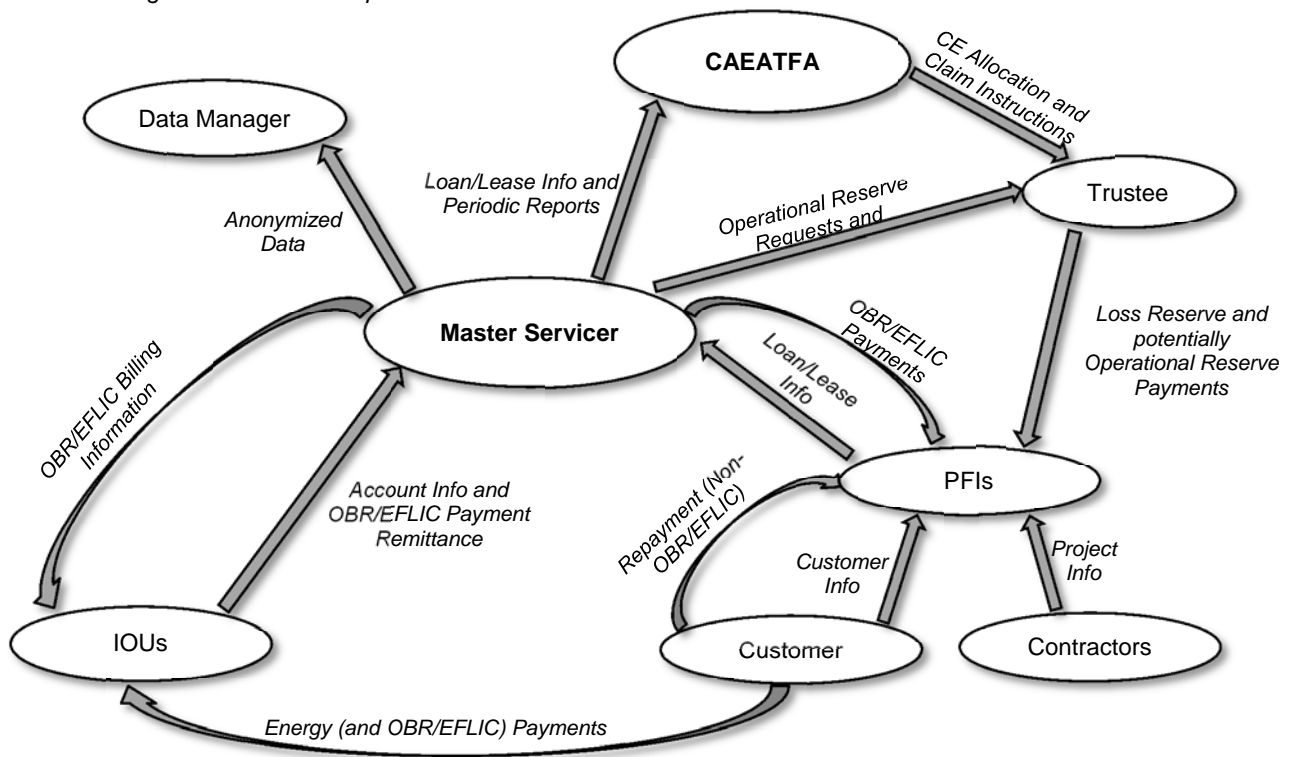 CAEATFA
CE Allocation and
Claim Instructions
Data Manager
Loan/Lease Info and
Periodic Reports
Operational Reserve
Requests and
Trustee
Anonymized
Data
Master Servicer
OBR/EFLIC
Payments
Loan/Lease
Info
Loss Reserve and
potentially
Operational Reserve
Payments
OBR/EFLIC Billing
Information
Account Info and
OBR/EFLIC Payment
Remittance
PFIs
Repayment (Non-
OBR/EFLIC)
Customer
Info
Project
Info
IOUs
Customer
Contractors
Energy (and OBR/EFLIC) Payments